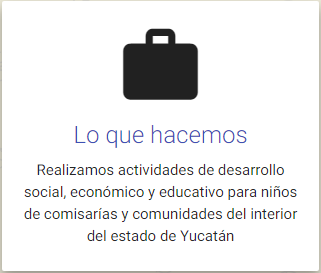 Lo que hacemos
Realizamos actividades de desarrollo
social, económico y educativo para niños
de comisarías y comunidades del interior
del estado de Yucatán